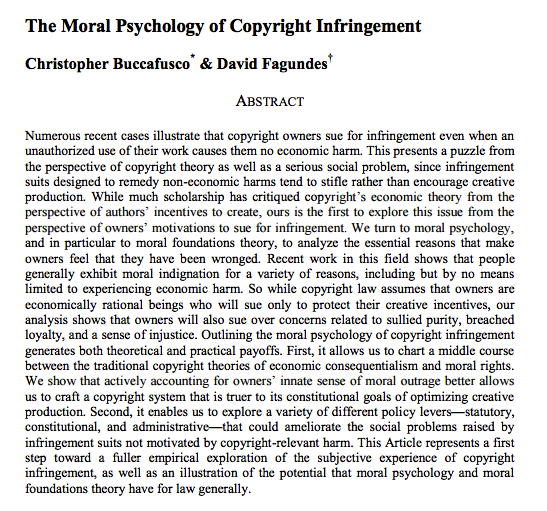 The Moral Psychology of Copyright Infringement
Christopher Buccafusco* & David Fagundes†
ABSTRACT
Numerous recent cases illustrate that copyright owners sue for infringement even when an
unauthorized use of their work causes them no economic harm. This presents a puzzle from
the perspective of copyright theory as well as a serious social problem, since infringement
suits designed to remedy non-economic harms tend to stifle rather than encourage creative
production. While much scholarship has critiqued copyright's economic theory from the
perspective of authors' incentives to create, ours is the first to explore this issue from the
perspective of owners' motivations to sue for infringement. We turn to moral psychology,
and in particular to moral foundations theory, to analyze the essential reasons that make
owners feel that they have been wronged. Recent work in this field shows that people
generally exhibit moral indignation for a variety of reasons, including but by no means
limited to experiencing economic harm. So while copyright law assumes that owners are
economically rational beings who will sue only to protect their creative incentives, our
analysis shows that owners will also sue over concerns related to sullied purity, breached
loyalty, and a sense of injustice. Outlining the moral psychology of copyright infringement
generates both theoretical and practical payoffs. First, it allows us to chart a middle course
between the traditional copyright theories of economic consequentialism and moral rights.
We show that actively accounting for owners' innate sense of moral outrage better allows
us to craft a copyright system that is truer to its constitutional goals of optimizing creative
production. Second, it enables us to explore a variety of different policy levers—statutory,
constitutional, and administrative—that could ameliorate the social problems raised by
infringement suits not motivated by copyright-relevant harm. This Article represents a first
step toward a fuller empirical exploration of the subjective experience of copyright
infringement, as well as an illustration of the potential that moral psychology and moral
foundations theory have for law generally.